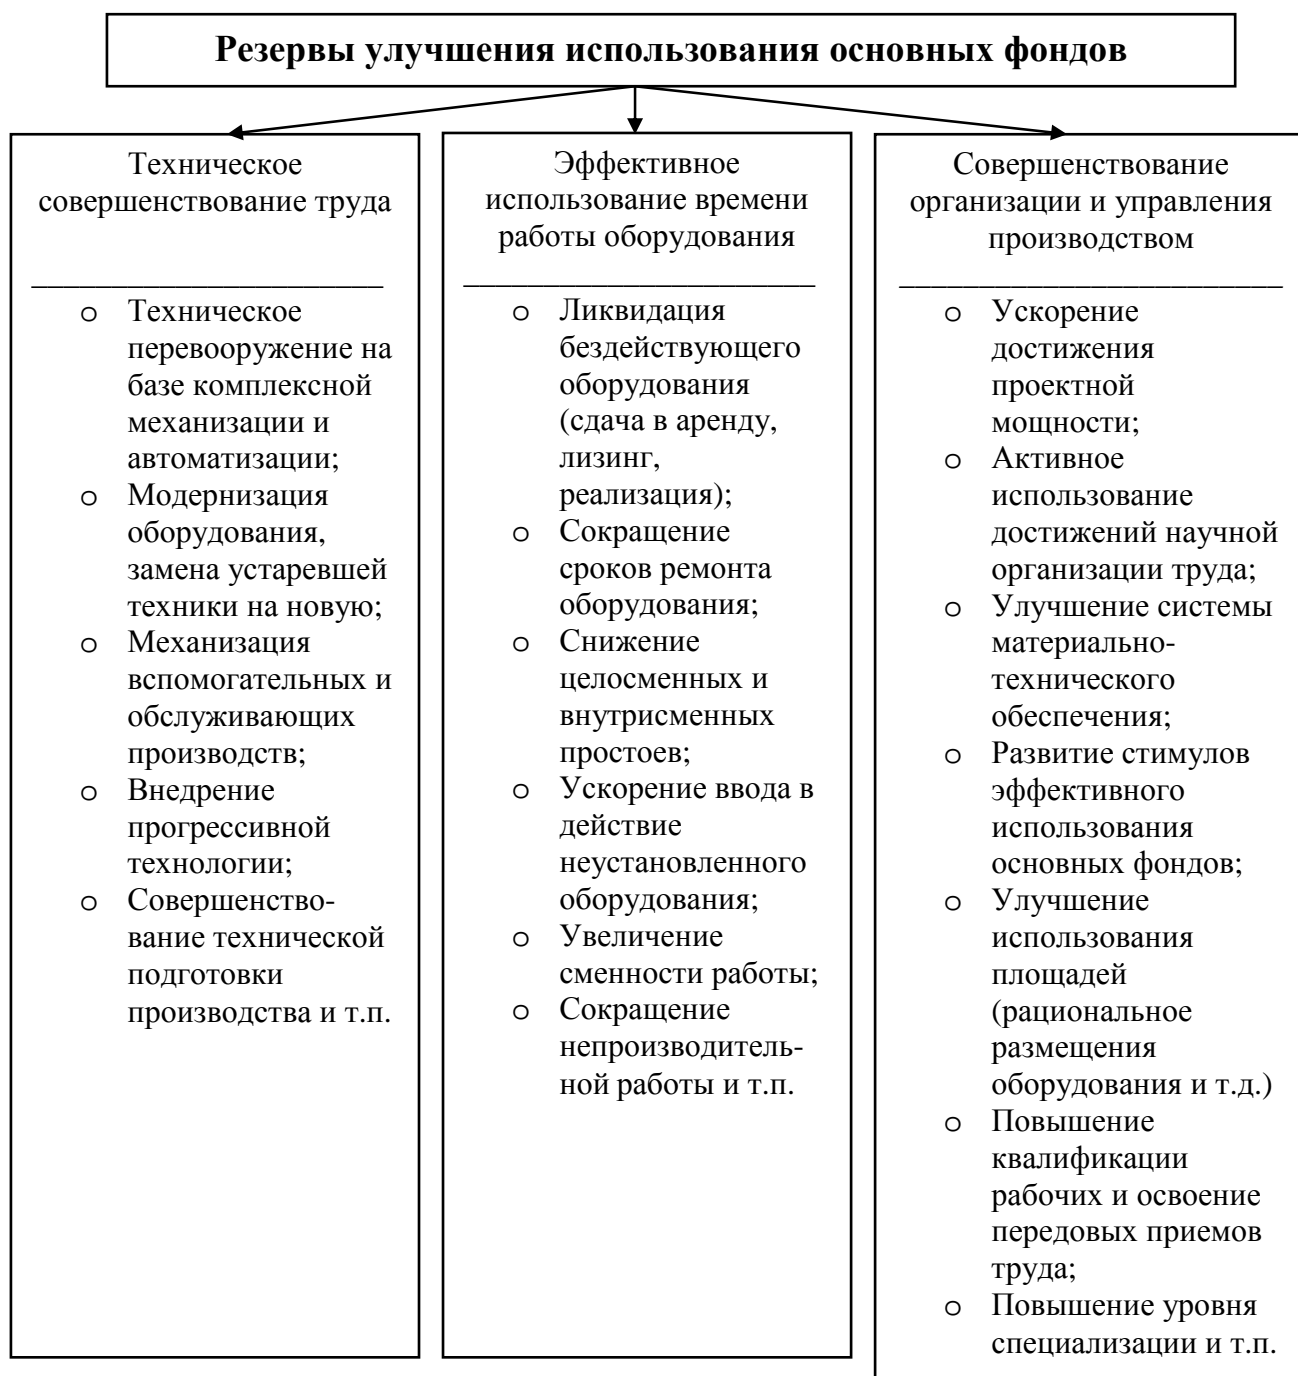 Резервы улучшения использования основных фондов
Техническое
совершенствование труда
Техническое
перевооружение на
базе комплексной
механизации и
автоматизации;
Модернизация
оборудования,
замена устаревшей
техники на новую;
Механизация
вспомогательных и
обслуживающих
производств;
Внедрение
прогрессивной
технологии;
Совершенство-
вание технической
подготовки
производства и т.п.
Эффективное
использование времени
работы оборудования
Ликвидация
бездействующего
оборудования
(сдача в аренду,
лизинг,
реализация);
Сокращение
сроков ремонта
оборудования;
Снижение
целосменных и
внутрисменных
простоев;
Ускорение ввода в
действие
неустановленного
оборудования;
Увеличение
сменности работы;
Сокращение
непроизводитель-
ной работы и т.п.
Совершенствование
организации и управления
производством
Ускорение
достижения
проектной
мощности;
Активное
использование
достижений научной
организации труда;
Улучшение системы
материально-
технического
обеспечения;
Развитие стимулов
эффективного
использования
основных фондов;
Улучшение
использования
площадей
(рациональное
размещения
оборудования и т.д.)
Повышение
квалификации
рабочих и освоение
передовых приемов
труда;
Повышение уровня
специализации и т.п.